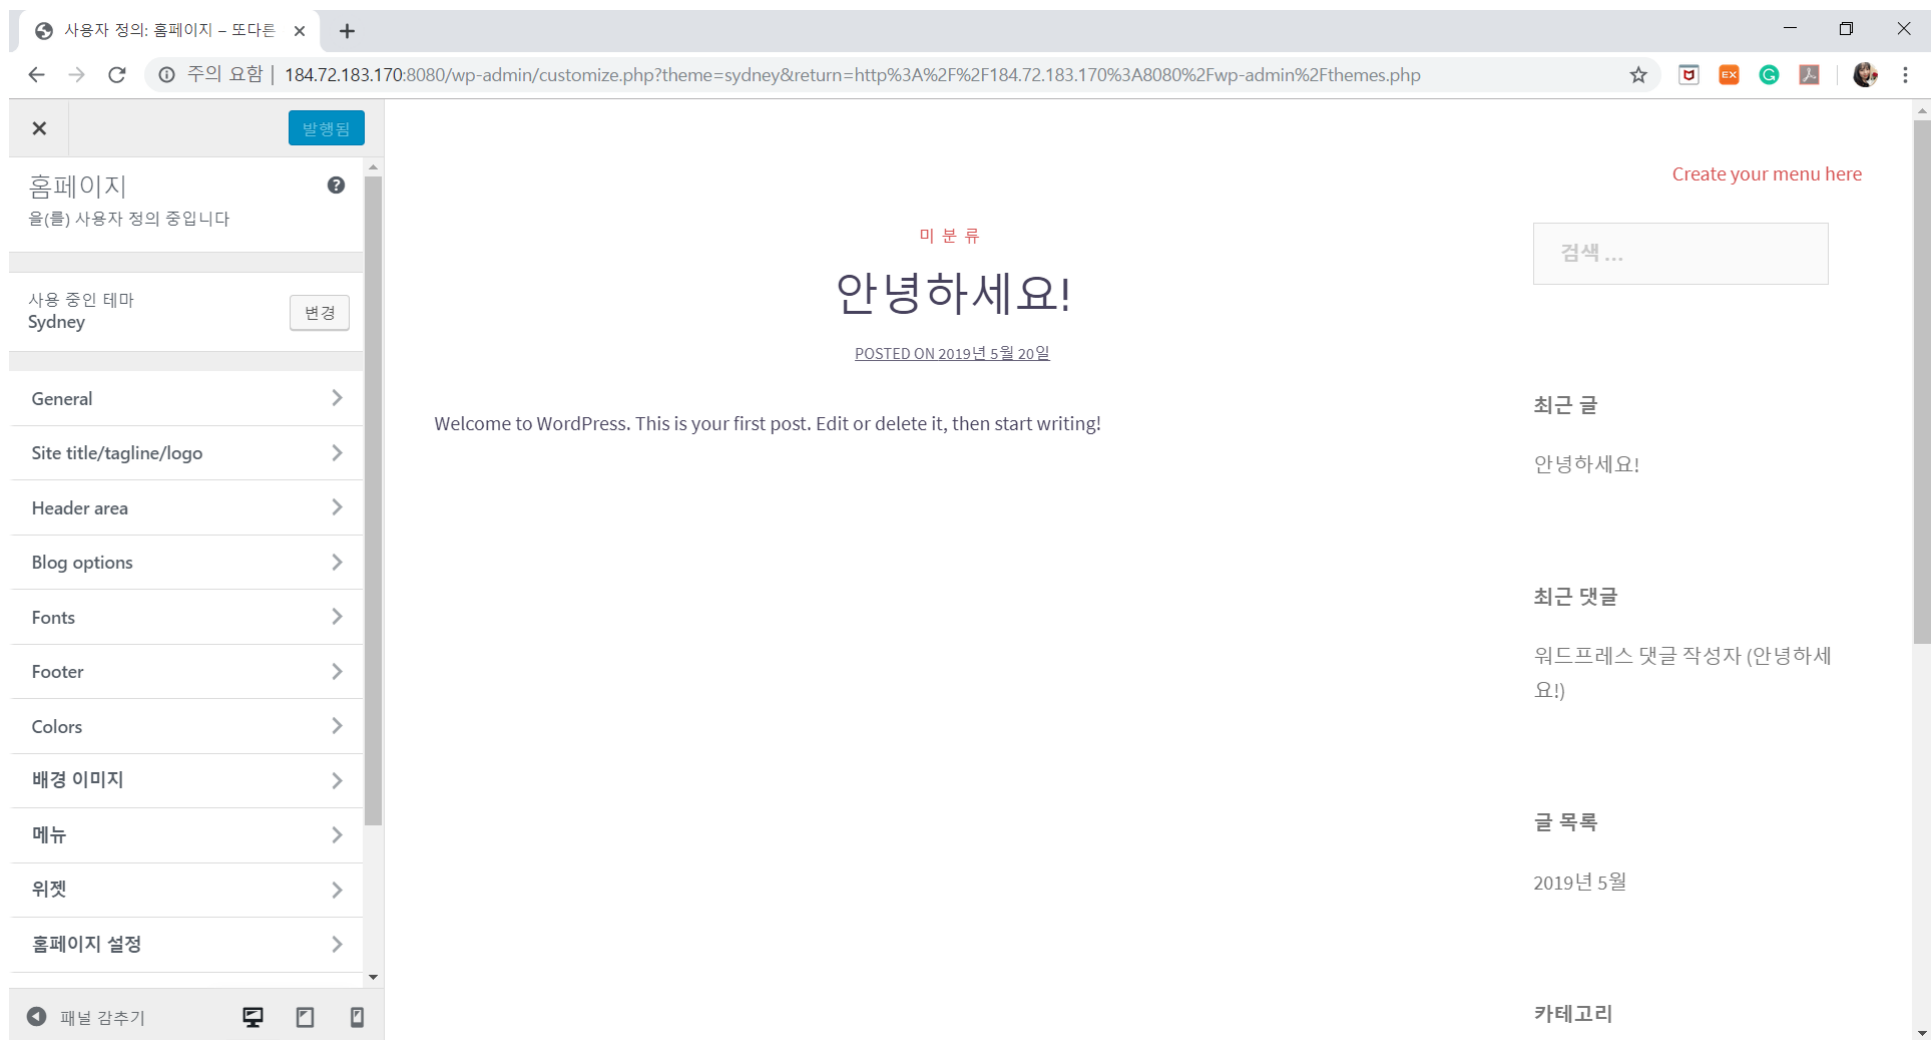 사용자 정의: 홈페이지 – 또다른
주의 요함 | 184.72.183.170:8080/wp-admin/customize.php?theme=sydney&return=http%3A%2F%2F184.72.183.170%3A8080%2Fwp-admin%2Fthemes.php
발행됨
홈페이지
을(를) 사용자 정의 중입니다
사용 중인 테마
Sydney
변경
General
Site title/tagline/logo
Header area
Blog options
Fonts
Footer
Colors
배경 이미지
메뉴
위젯
홈페이지 설정
패널 감추기
Create your menu here
미분류
안녕하세요!
POSTED ON 2019년 5월 20일
Welcome to WordPress. This is your first post. Edit or delete it, then start writing!
검색 ...
최근 글
안녕하세요!
최근 댓글
워드프레스 댓글 작성자 (안녕하세
요!)
글 목록
2019년 5월
카테고리